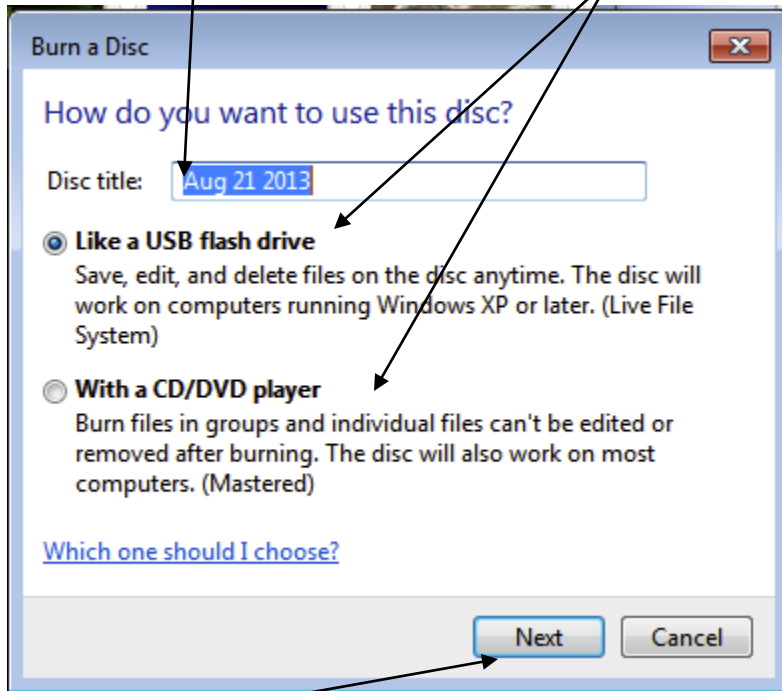 Burn a Disc
How do you want to use this disc?
Disc title: Aug 21 2013
Like a USB flash drive
Save, edit, and delete files on the disc anytime. The disc will
work on computers running Windows XP or later. (Live File
System)
With a CD/DVD player
Burn files in groups and individual files can't be edited or
removed after burning. The disc will also work on most
computers. (Mastered)
Which one should I choose?
Next Cancel